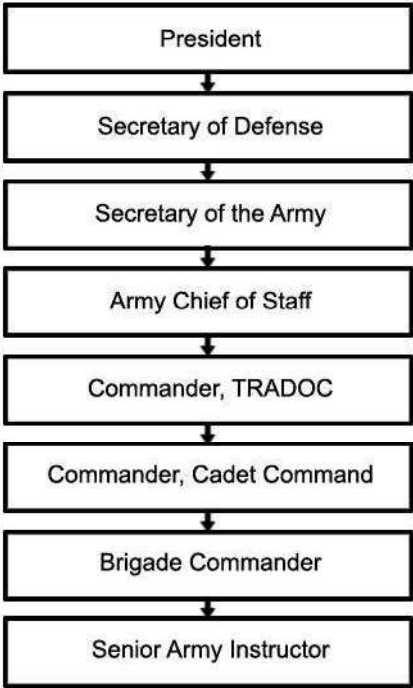 President
Secretary of Defense
Secretary of the Army
Army Chief of Staff
Commander, TRADOC
Commander, Cadet Command
Brigade Commander
Senior Army Instructor